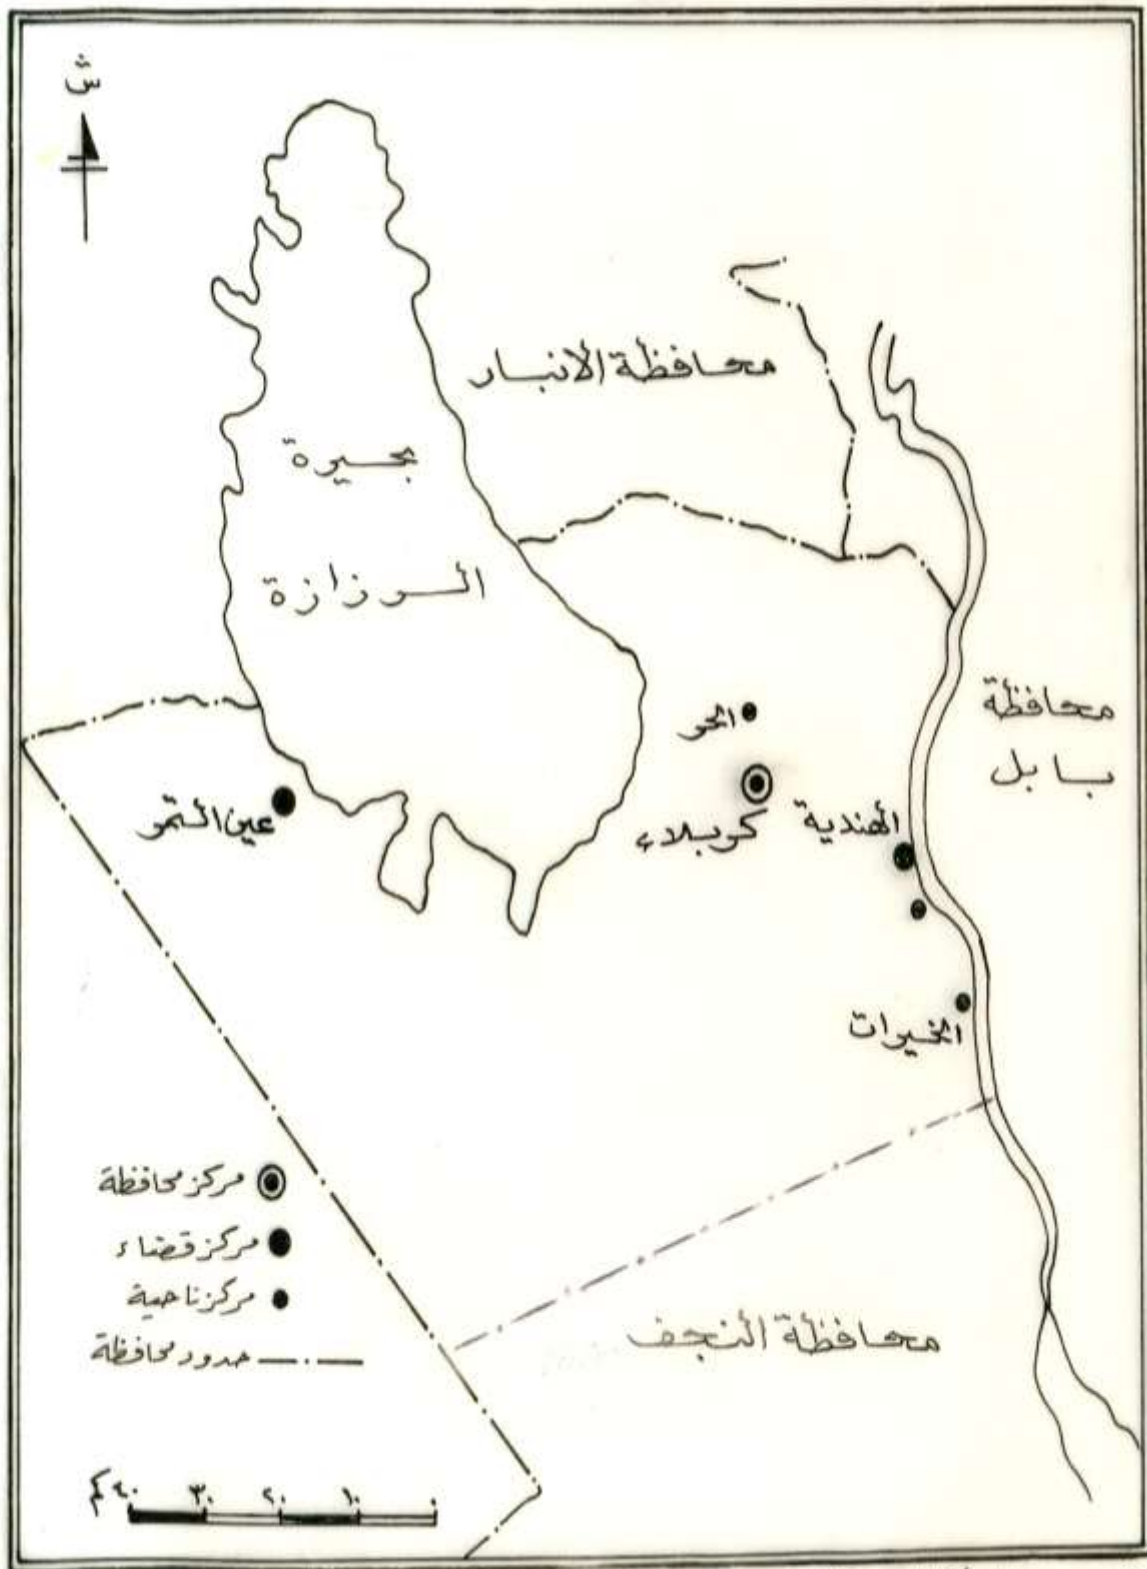 ش
محافظة الانبار
بحيرة
الرزازة
محافظة
بابل
الحر
كربلاء
الهندية
عين التمر
الخيرات
مركز محافظة
مركز قضاء
مركز ناحية
حدود محافظة
محافظة النجف
٤٠ كم ٣٠ ٢٠ ١٠ ٠